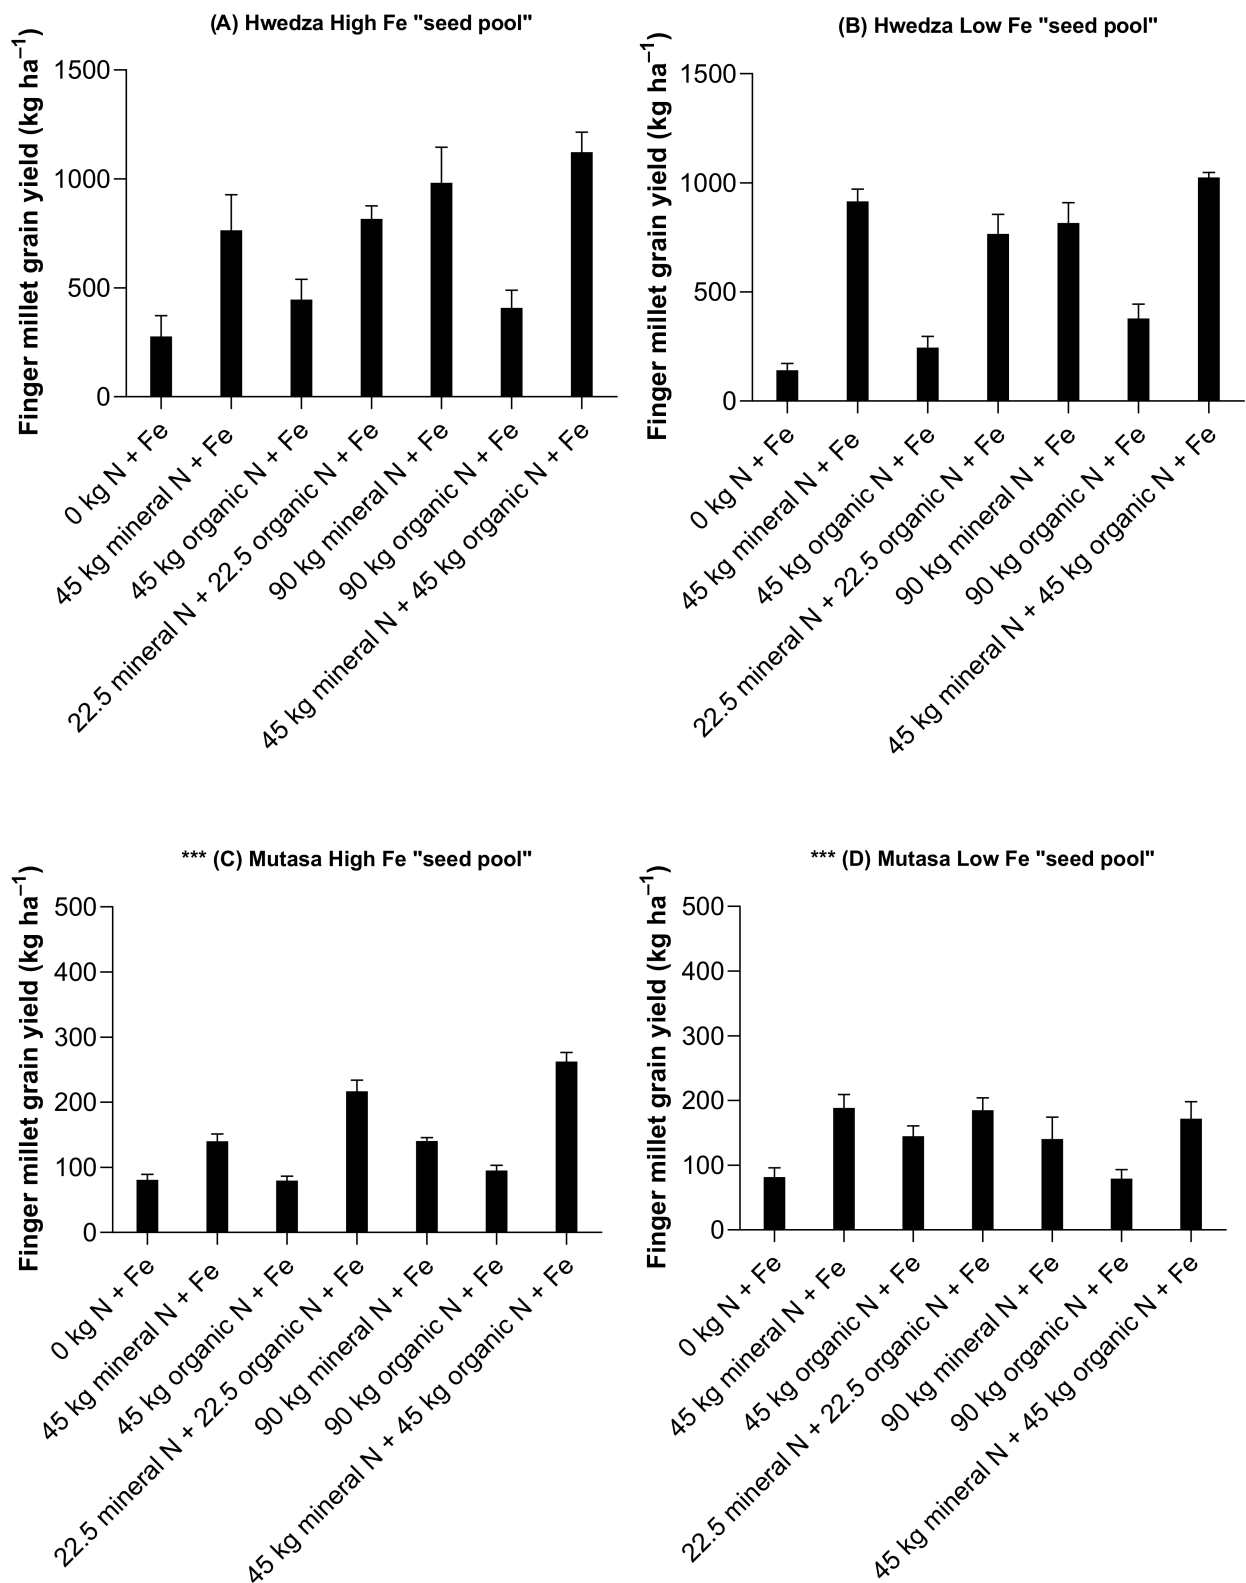 (A) Hwedza High Fe "seed pool"
Finger millet grain yield (kg ha⁻¹)
1500
1000
500
0
0 kg N + Fe
45 kg mineral N + Fe
45 kg organic N + Fe
22.5 mineral N + 22.5 organic N + Fe
90 kg mineral N + Fe
90 kg organic N + Fe
45 kg mineral N + 45 kg organic N + Fe
(B) Hwedza Low Fe "seed pool"
Finger millet grain yield (kg ha⁻¹)
1500
1000
500
0
0 kg N + Fe
45 kg mineral N + Fe
45 kg organic N + Fe
22.5 mineral N + 22.5 organic N + Fe
90 kg mineral N + Fe
90 kg organic N + Fe
45 kg mineral N + 45 kg organic N + Fe
*** (C) Mutasa High Fe "seed pool"
Finger millet grain yield (kg ha⁻¹)
500
400
300
200
100
0
0 kg N + Fe
45 kg mineral N + Fe
45 kg organic N + Fe
22.5 mineral N + 22.5 organic N + Fe
90 kg mineral N + Fe
90 kg organic N + Fe
45 kg mineral N + 45 kg organic N + Fe
*** (D) Mutasa Low Fe "seed pool"
Finger millet grain yield (kg ha⁻¹)
500
400
300
200
100
0
0 kg N + Fe
45 kg mineral N + Fe
45 kg organic N + Fe
22.5 mineral N + 22.5 organic N + Fe
90 kg mineral N + Fe
90 kg organic N + Fe
45 kg mineral N + 45 kg organic N + Fe